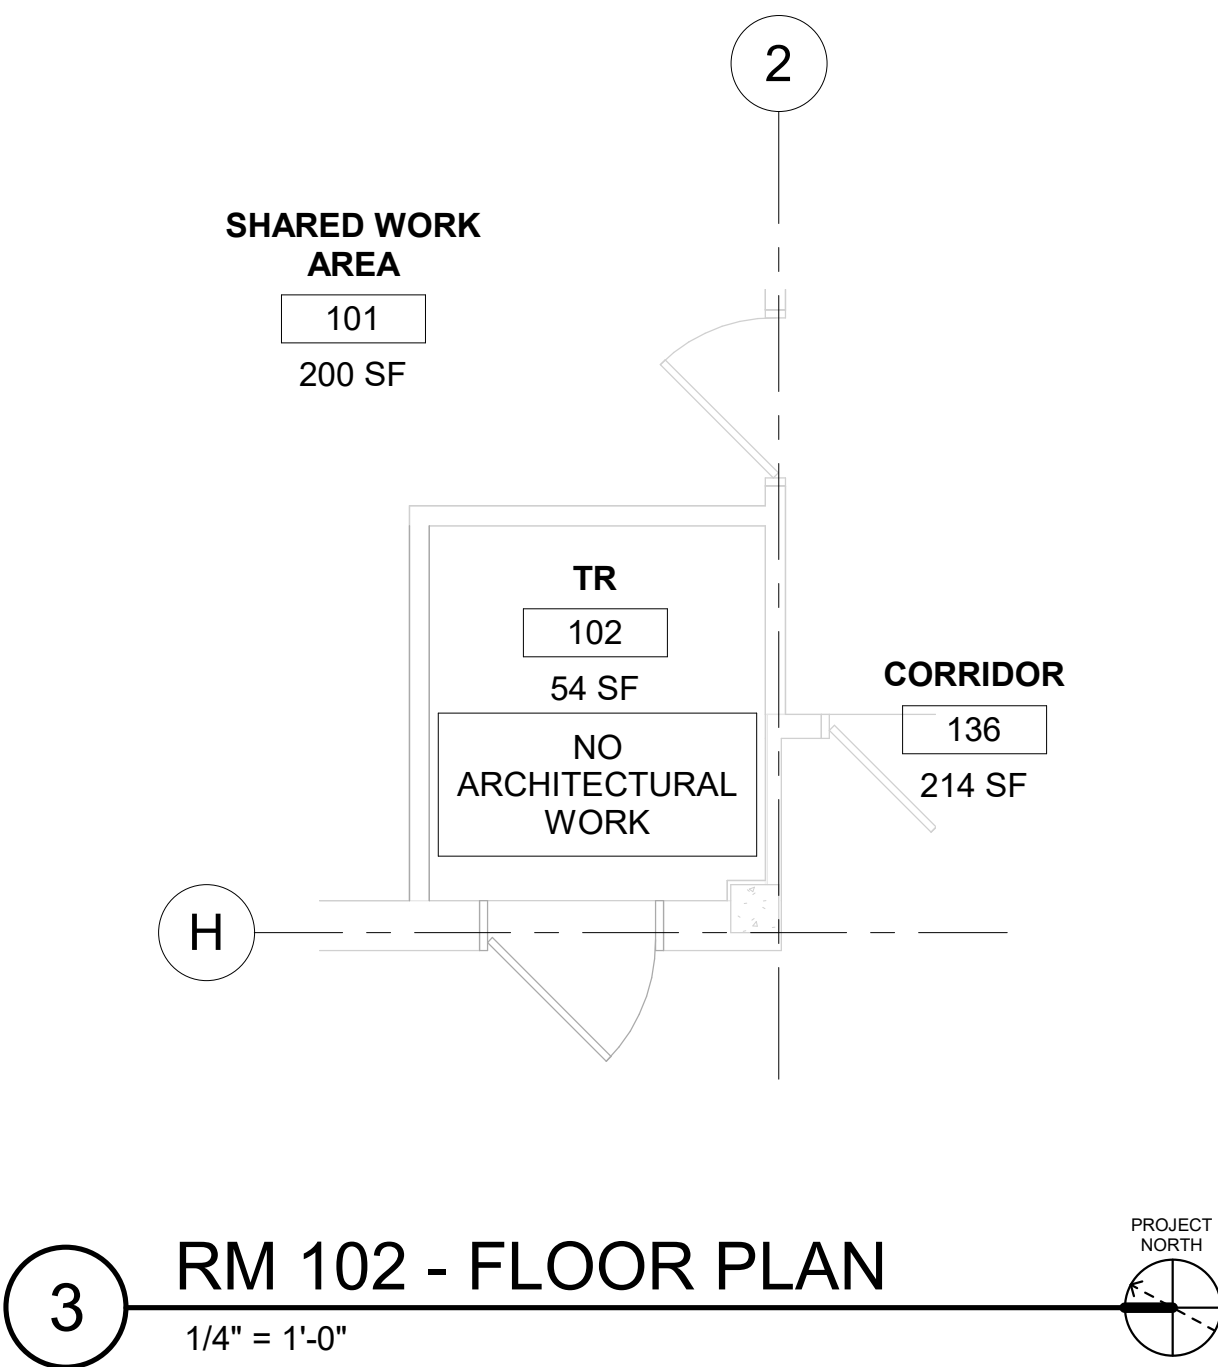 2
SHARED WORK
AREA
101
200 SF
TR
102
54 SF
NO
ARCHITECTURAL
WORK
CORRIDOR
136
214 SF
H
3
RM 102 - FLOOR PLAN
1/4" = 1'-0"
PROJECT
NORTH